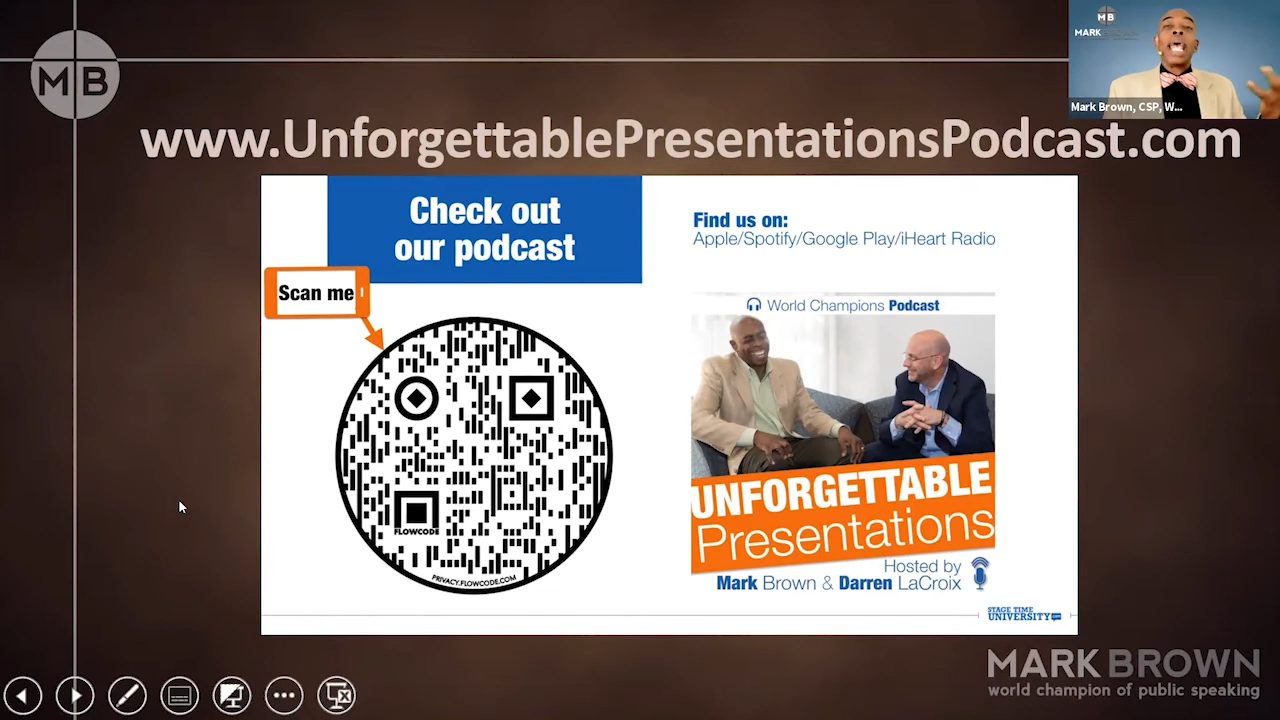 MB
MB
MARK
Mark Brown, CSP, W...
www.UnforgettablePresentationsPodcast.com
Check out
our podcast
Find us on:
Apple/Spotify/Google Play/iHeart Radio
Scan me
World Champions Podcast
FLOWCODE
PRIVACY.FLOWCODE.COM
UNFORGETTABLE
Presentations
Hosted by
Mark Brown & Darren LaCroix
STAGE TIME
UNIVERSITY
MARK BROWN
world champion of public speaking